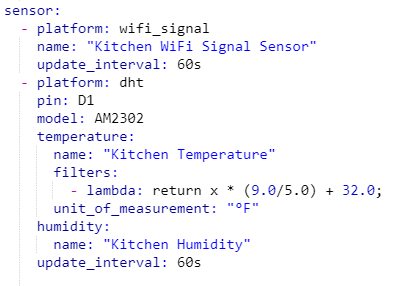 sensor:
  - platform: wifi_signal
    name: "Kitchen WiFi Signal Sensor"
    update_interval: 60s
  - platform: dht
    pin: D1
    model: AM2302
    temperature:
      name: "Kitchen Temperature"
      filters:
        - lambda: return x * (9.0/5.0) + 32.0;
      unit_of_measurement: "°F"
    humidity:
      name: "Kitchen Humidity"
    update_interval: 60s